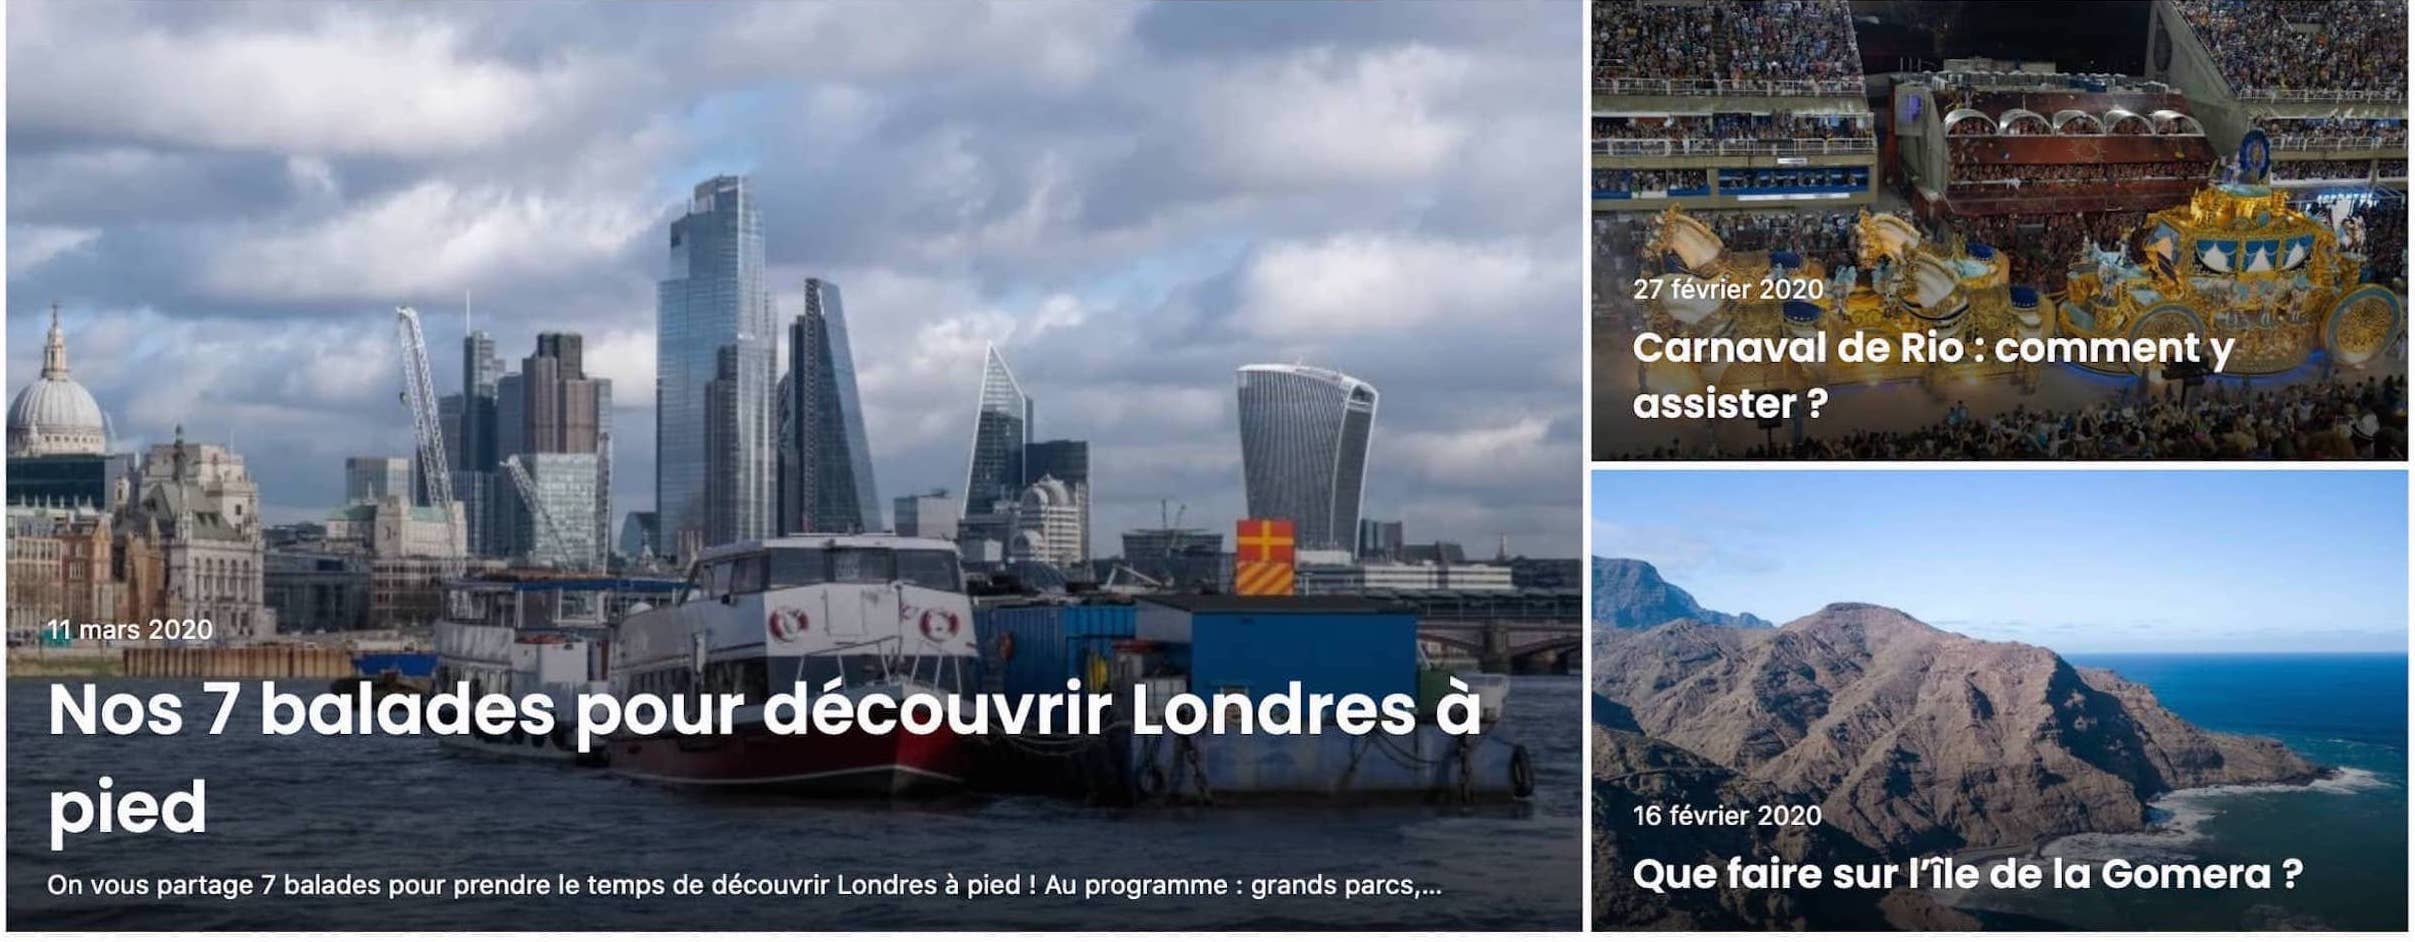 11 mars 2020
Nos 7 balades pour découvrir Londres à
pied
On vous partage 7 balades pour prendre le temps de découvrir Londres à pied ! Au programme : grands parcs,...
27 février 2020
Carnaval de Rio : comment y
assister ?
16 février 2020
Que faire sur l’île de la Gomera ?